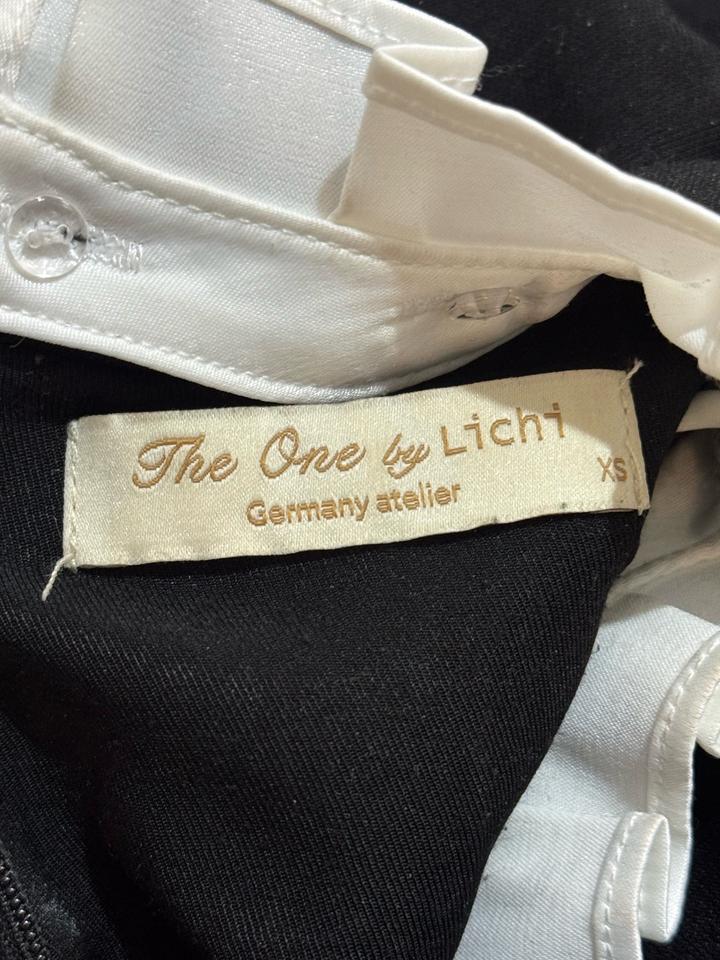 The One by Lichi
XS
Germany atelier